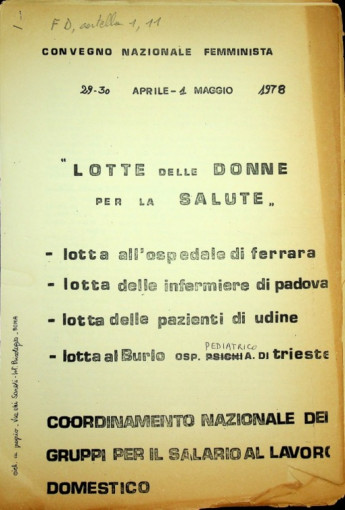 F D, cartella 1, 11
CONVEGNO NAZIONALE FEMMINISTA
29-30 APRILE - 1 MAGGIO 1978
"LOTTE DELLE DONNE
PER LA SALUTE"
- lotta all'ospedale di ferrara
- lotta delle infermiere di padova
- lotta delle pazienti di udine
PEDIATRICO
- lotta al Burlo OSP. PSICHIA. DI trieste
COORDINAMENTO NAZIONALE DEI
GRUPPI PER IL SALARIO AL LAVORO
DOMESTICO